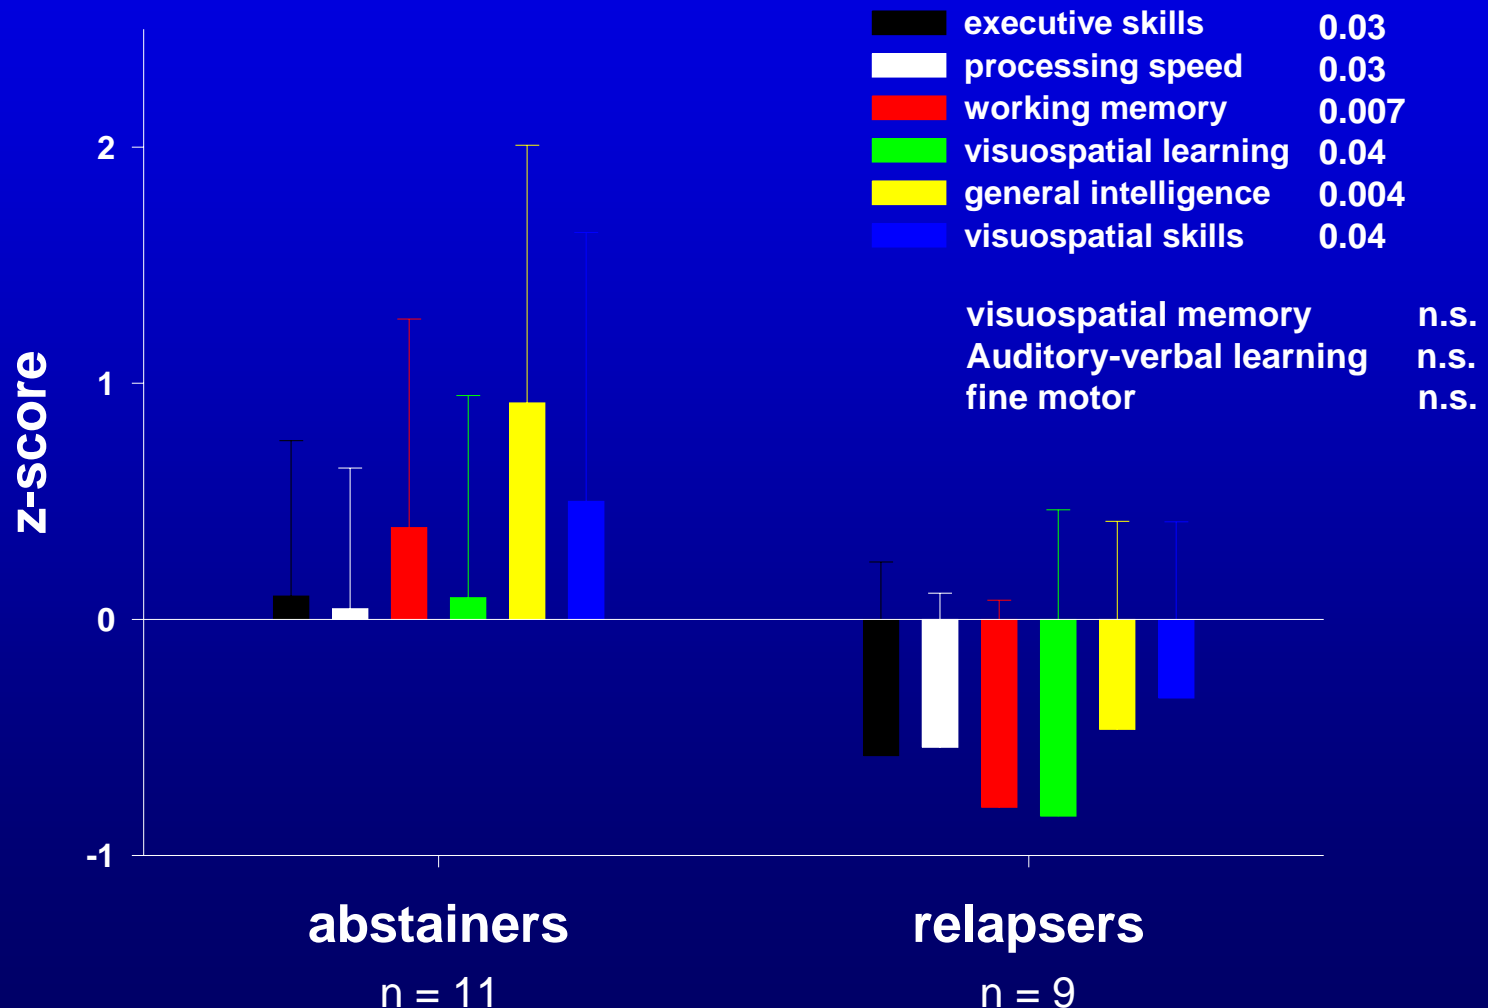 executive skills 0.03
processing speed 0.03
working memory 0.007
visuospatial learning 0.04
general intelligence 0.004
visuospatial skills 0.04
visuospatial memory n.s.
Auditory-verbal learning n.s.
fine motor n.s.
z-score
2
1
0
-1
abstainers relapsers
n = 11 n = 9